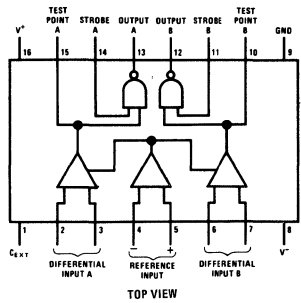 V+ TEST POINT A STROBE A OUTPUT A OUTPUT B STROBE B TEST POINT B GND
16 15 14 13 12 11 10 9
1 2 3 4 5 6 7 8
− +
CEXT DIFFERENTIAL INPUT A REFERENCE INPUT DIFFERENTIAL INPUT B V−
TOP VIEW